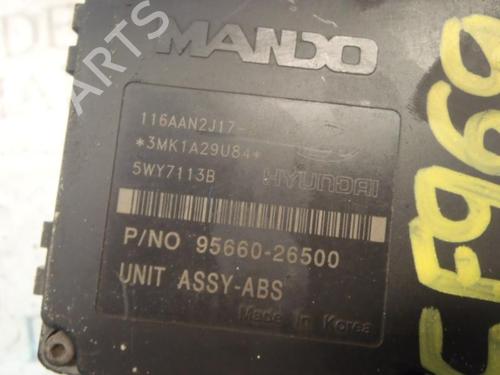 MANDO
116AAN2J17-
*3MK1A29U84*
5WY7113B HYUNDAI
P/NO 95660-26500
UNIT ASSY-ABS
Made in Korea